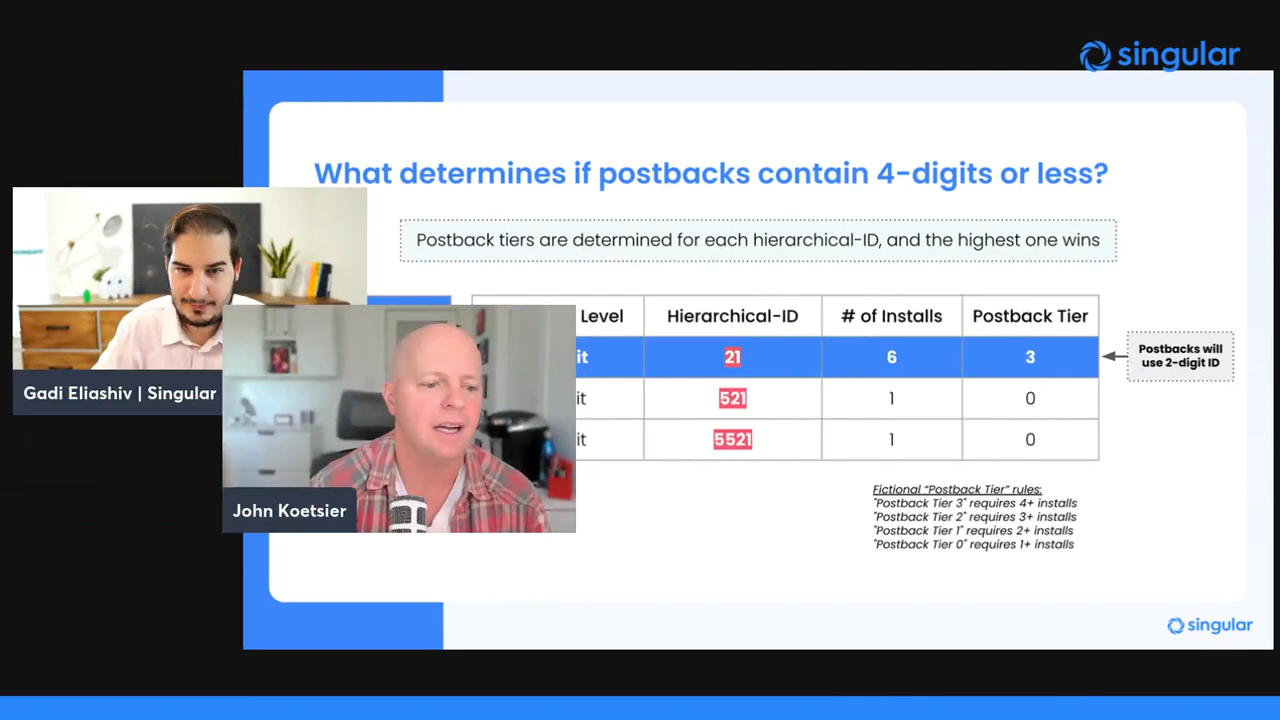 singular
What determines if postbacks contain 4-digits or less?
Postback tiers are determined for each hierarchical-ID, and the highest one wins
Level Hierarchical-ID # of Installs Postback Tier
it 21 6 3
it 521 1 0
it 5521 1 0
Postbacks will
use 2-digit ID
Gadi Eliashiv | Singular
John Koetsier
Fictional "Postback Tier" rules:
"Postback Tier 3" requires 4+ installs
"Postback Tier 2" requires 3+ installs
"Postback Tier 1" requires 2+ installs
"Postback Tier 0" requires 1+ installs
singular